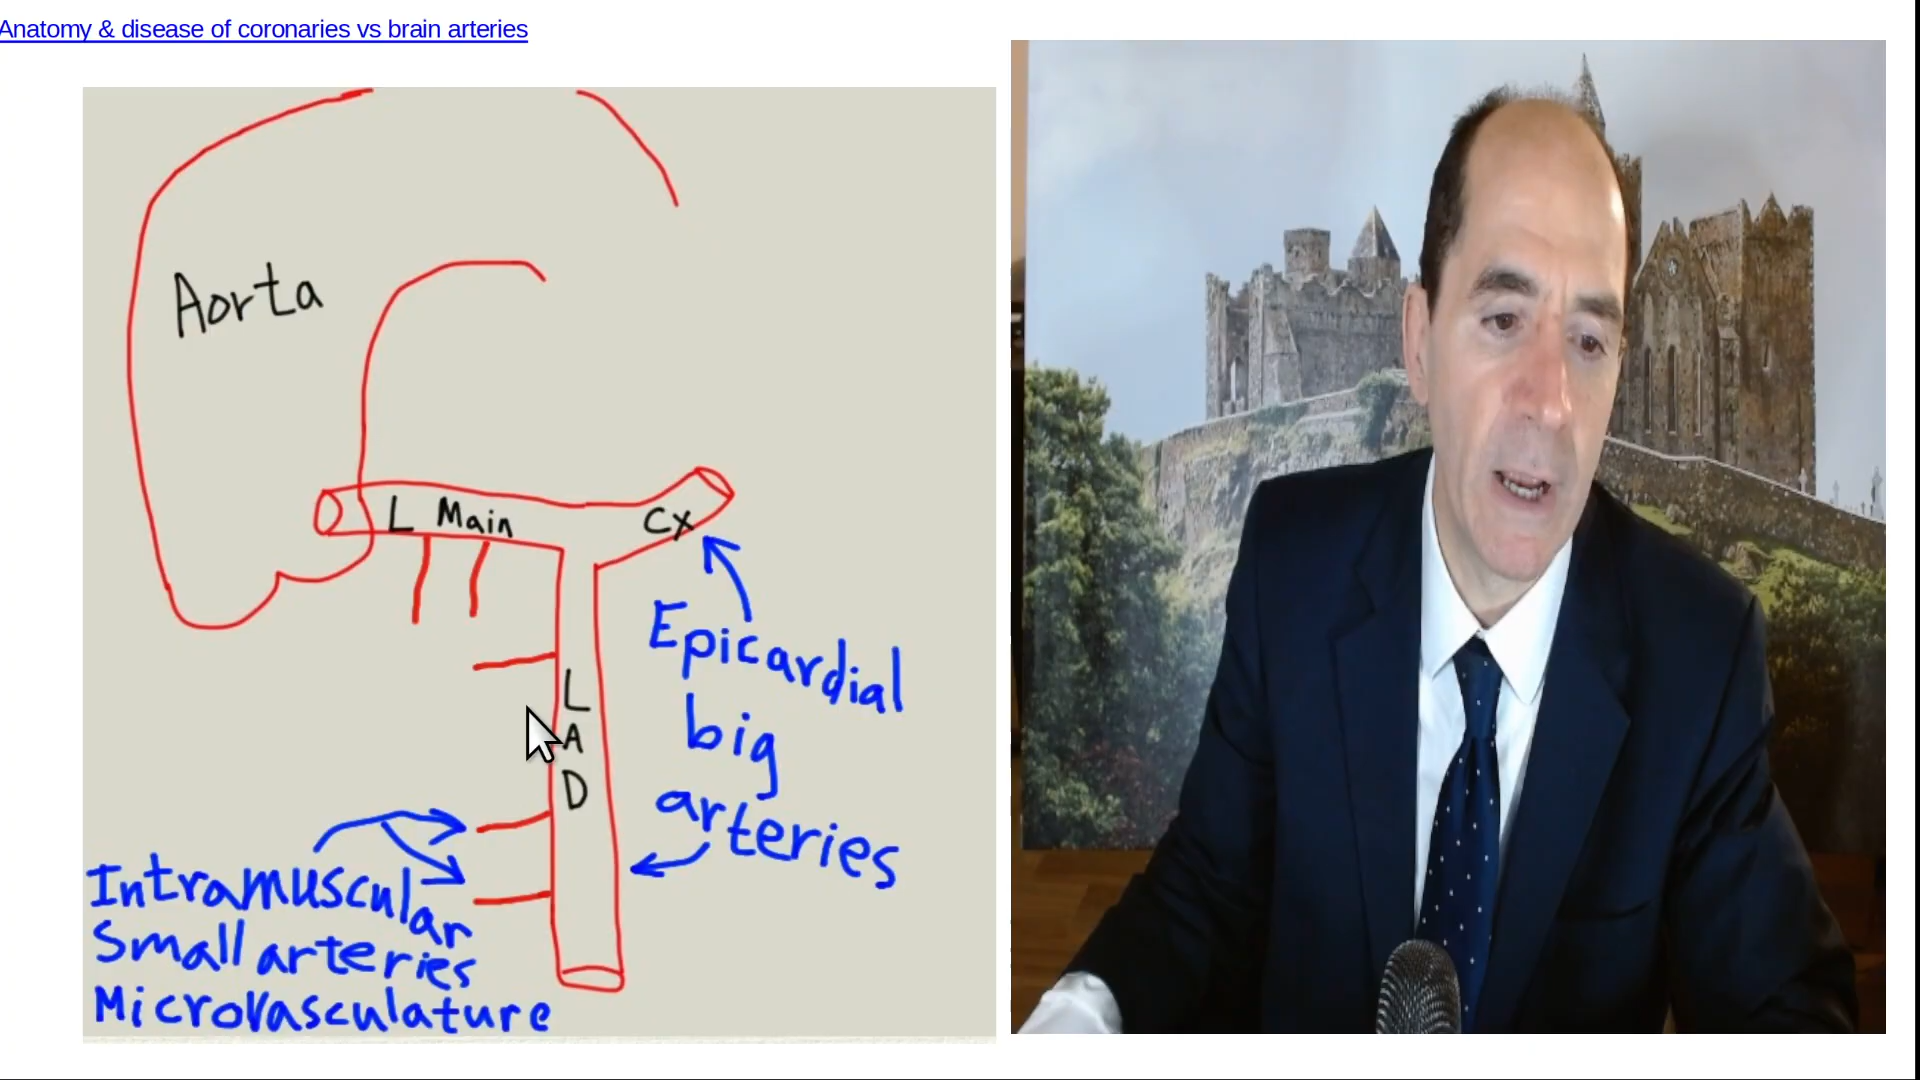 Anatomy & disease of coronaries vs brain arteries
Aorta
L Main
Cx
Epicardial
big
arteries
L
A
D
Intramuscular
Small arteries
Microvasculature